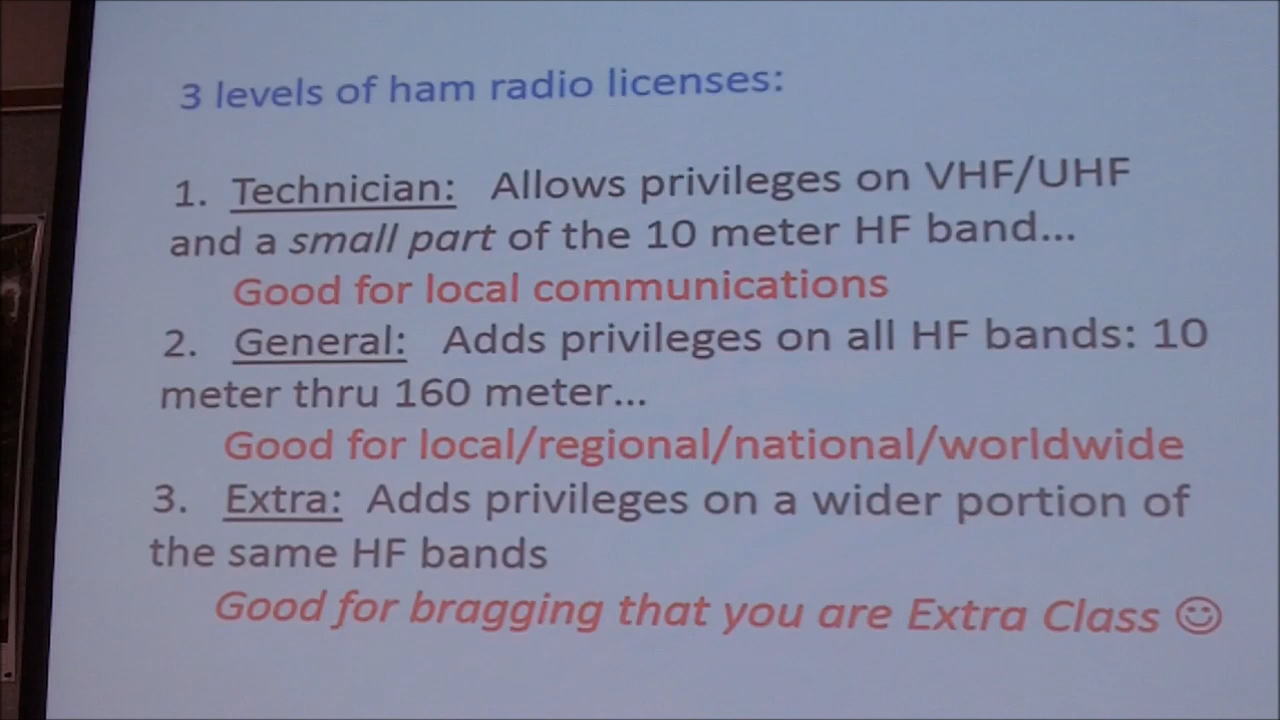 3 levels of ham radio licenses:
1. Technician: Allows privileges on VHF/UHF
and a small part of the 10 meter HF band...
Good for local communications
2. General: Adds privileges on all HF bands: 10
meter thru 160 meter...
Good for local/regional/national/worldwide
3. Extra: Adds privileges on a wider portion of
the same HF bands
Good for bragging that you are Extra Class ☺